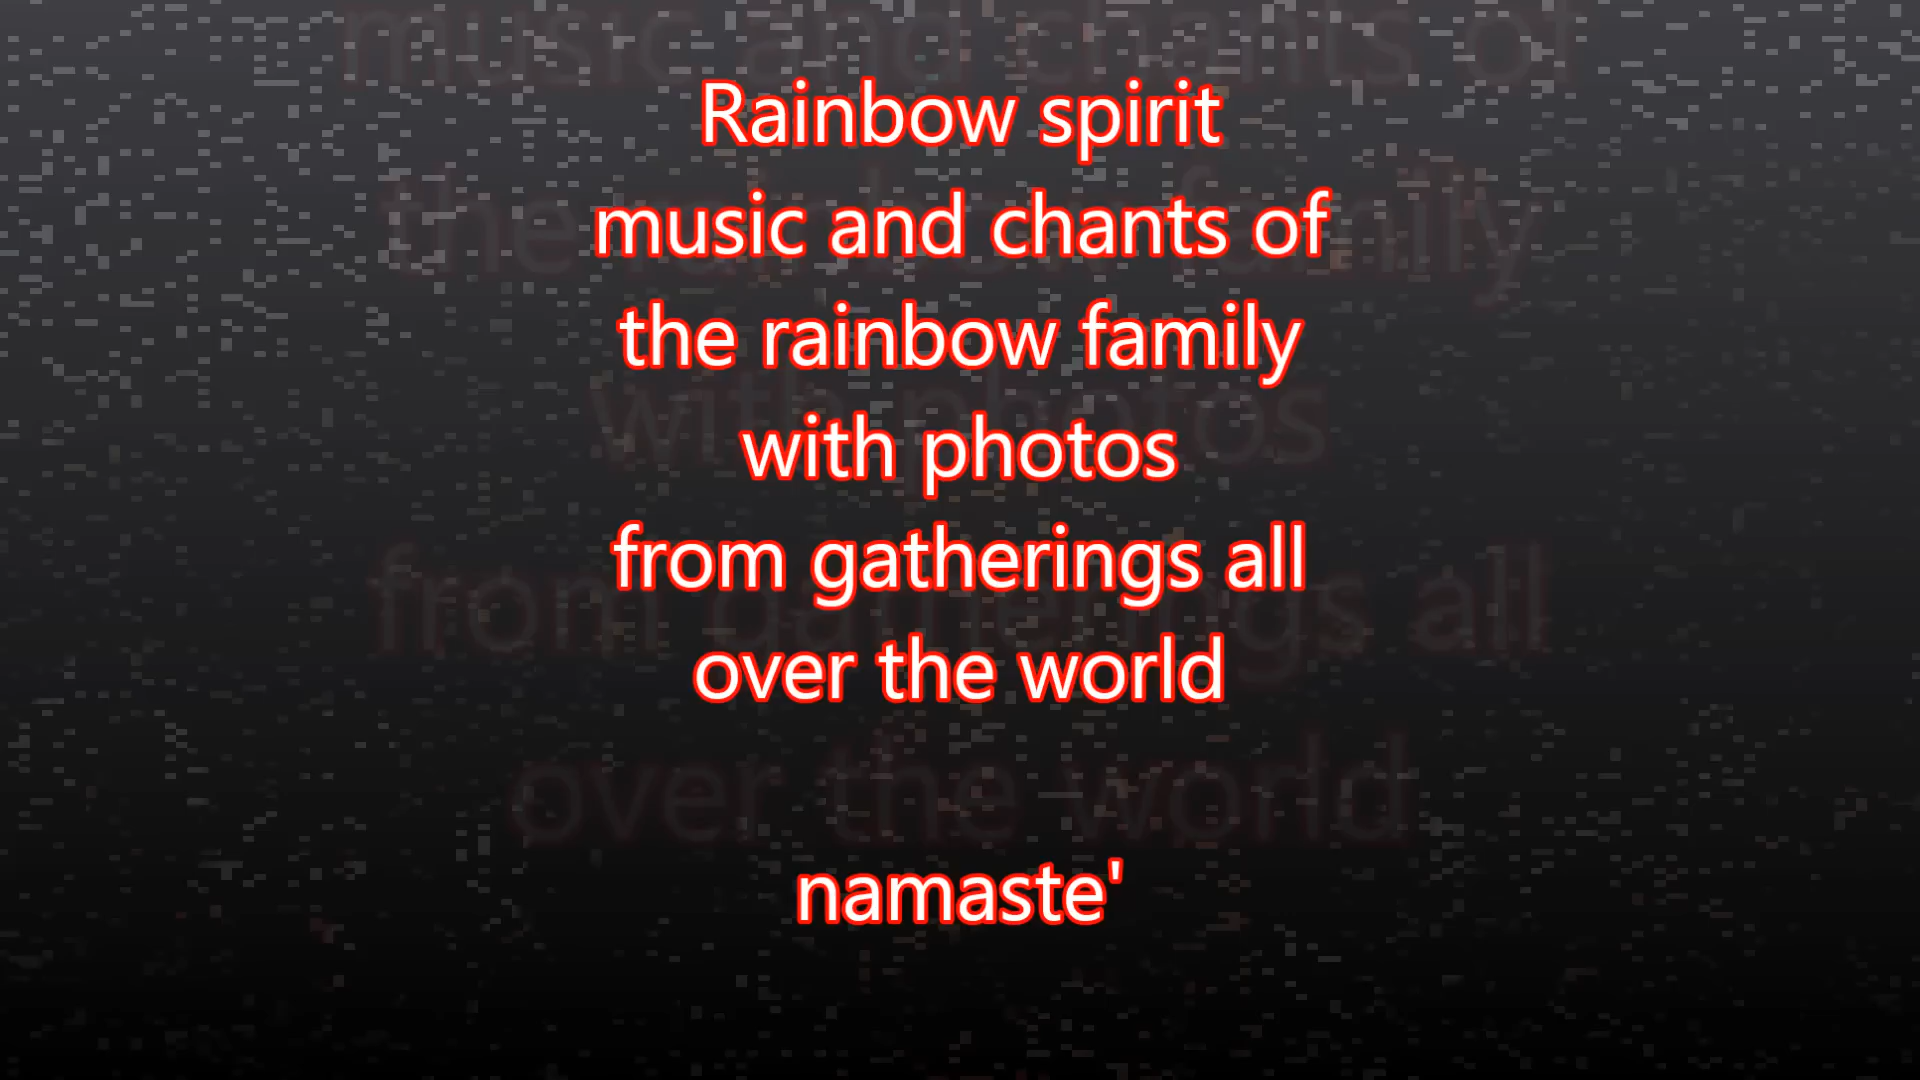 Rainbow spirit
music and chants of
the rainbow family
with photos
from gatherings all
over the world
namaste'